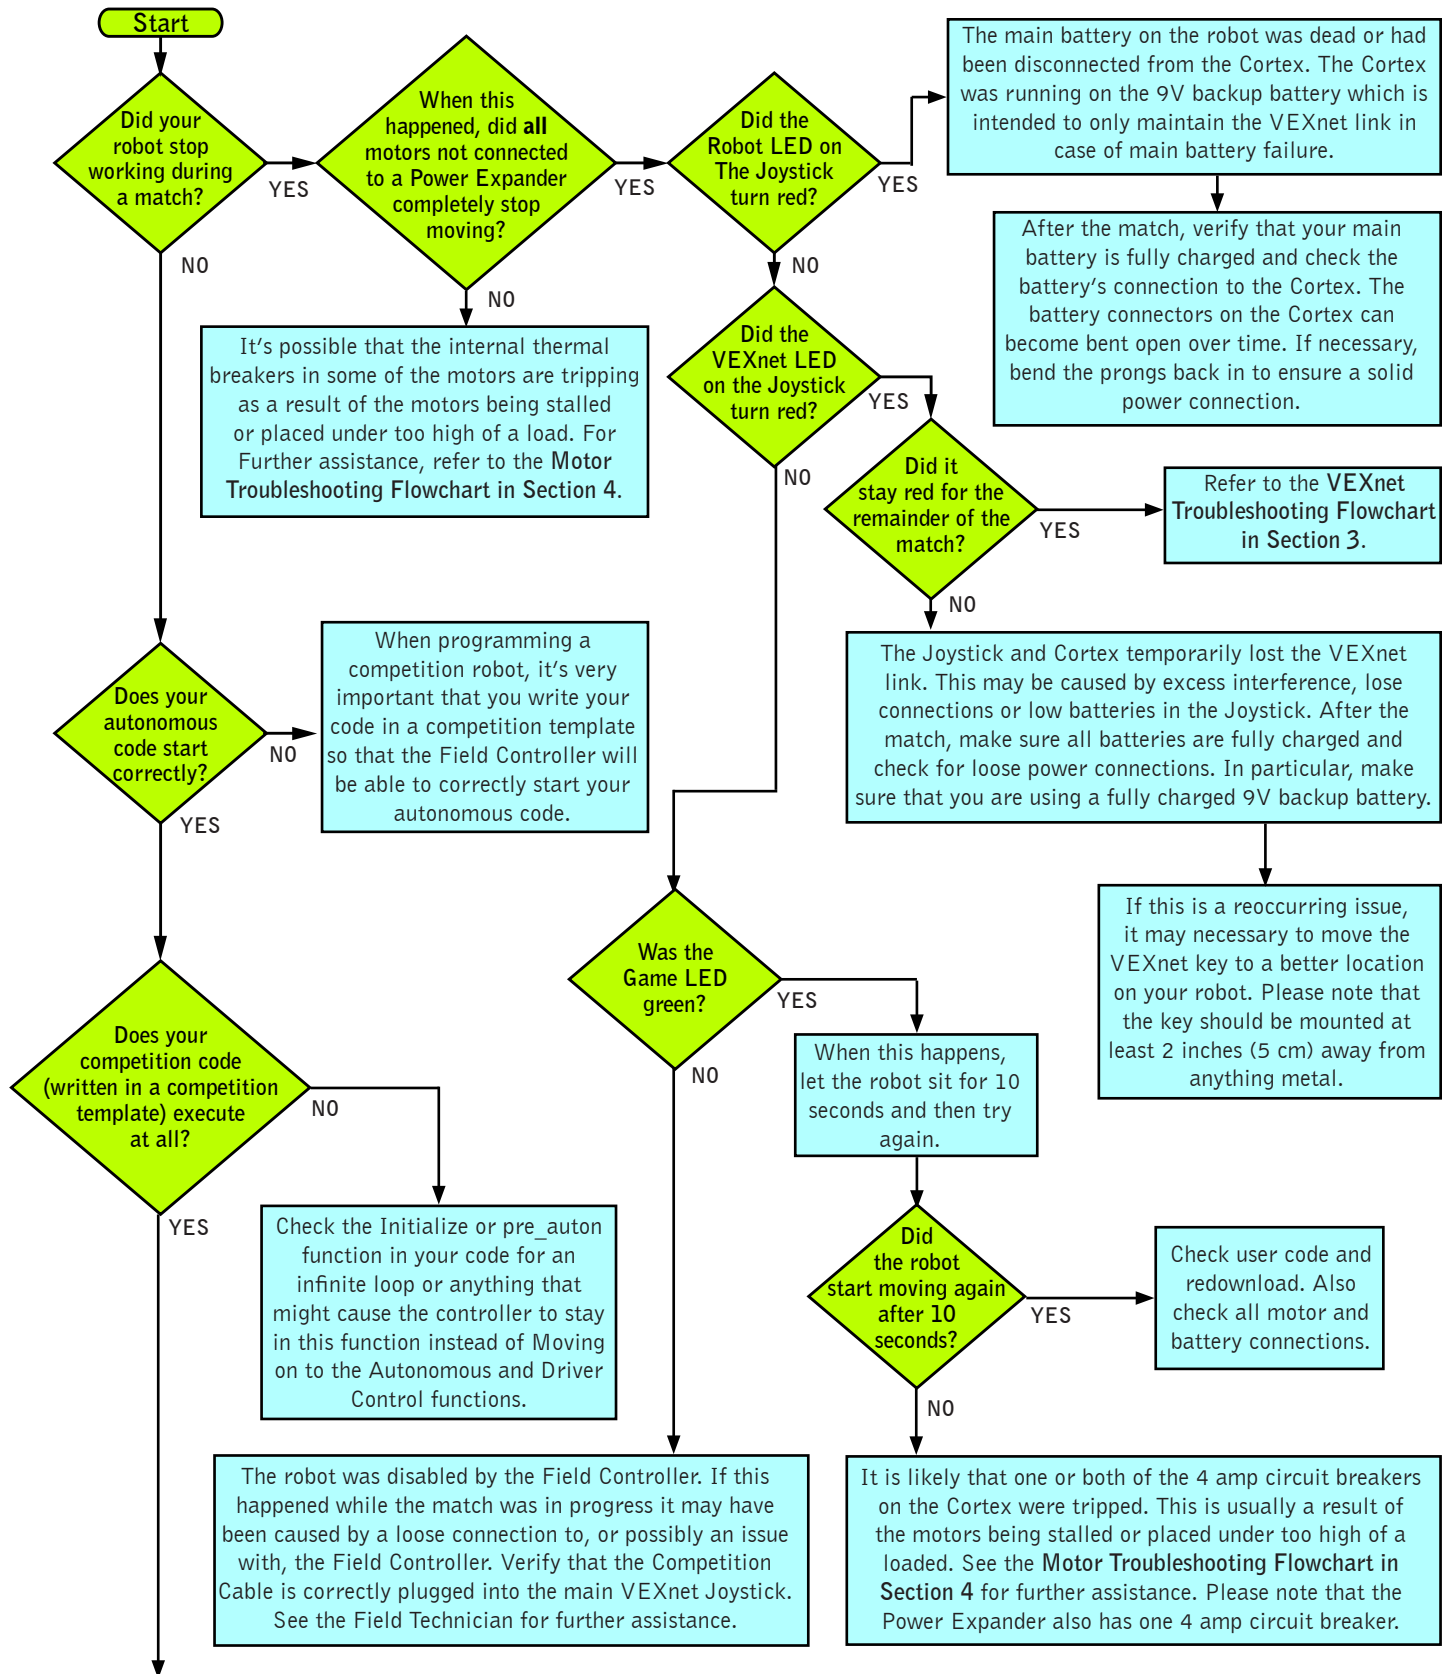 Start
Did your
robot stop
working during
a match?
YES
NO
When this
happened, did all
motors not connected
to a Power Expander
completely stop
moving?
YES
NO
Did the
Robot LED on
The Joystick
turn red?
YES
NO
The main battery on the robot was dead or had
been disconnected from the Cortex. The Cortex
was running on the 9V backup battery which is
intended to only maintain the VEXnet link in
case of main battery failure.
After the match, verify that your main
battery is fully charged and check the
battery's connection to the Cortex. The
battery connectors on the Cortex can
become bent open over time. If necessary,
bend the prongs back in to ensure a solid
power connection.
It's possible that the internal thermal
breakers in some of the motors are tripping
as a result of the motors being stalled
or placed under too high of a load. For
Further assistance, refer to the Motor
Troubleshooting Flowchart in Section 4.
Did the
VEXnet LED
on the Joystick
turn red?
YES
NO
Did it
stay red for the
remainder of the
match?
YES
NO
Refer to the VEXnet
Troubleshooting Flowchart
in Section 3.
The Joystick and Cortex temporarily lost the VEXnet
link. This may be caused by excess interference, lose
connections or low batteries in the Joystick. After the
match, make sure all batteries are fully charged and
check for loose power connections. In particular, make
sure that you are using a fully charged 9V backup battery.
If this is a reoccurring issue,
it may necessary to move the
VEXnet key to a better location
on your robot. Please note that
the key should be mounted at
least 2 inches (5 cm) away from
anything metal.
Does your
autonomous
code start
correctly?
NO
YES
When programming a
competition robot, it's very
important that you write your
code in a competition template
so that the Field Controller will
be able to correctly start your
autonomous code.
Was the
Game LED
green?
YES
NO
When this happens,
let the robot sit for 10
seconds and then try
again.
Does your
competition code
(written in a competition
template) execute
at all?
NO
YES
Check the Initialize or pre_auton
function in your code for an
infinite loop or anything that
might cause the controller to stay
in this function instead of Moving
on to the Autonomous and Driver
Control functions.
Did
the robot
start moving again
after 10
seconds?
YES
NO
Check user code and
redownload. Also
check all motor and
battery connections.
The robot was disabled by the Field Controller. If this
happened while the match was in progress it may have
been caused by a loose connection to, or possibly an issue
with, the Field Controller. Verify that the Competition
Cable is correctly plugged into the main VEXnet Joystick.
See the Field Technician for further assistance.
It is likely that one or both of the 4 amp circuit breakers
on the Cortex were tripped. This is usually a result of
the motors being stalled or placed under too high of a
loaded. See the Motor Troubleshooting Flowchart in
Section 4 for further assistance. Please note that the
Power Expander also has one 4 amp circuit breaker.